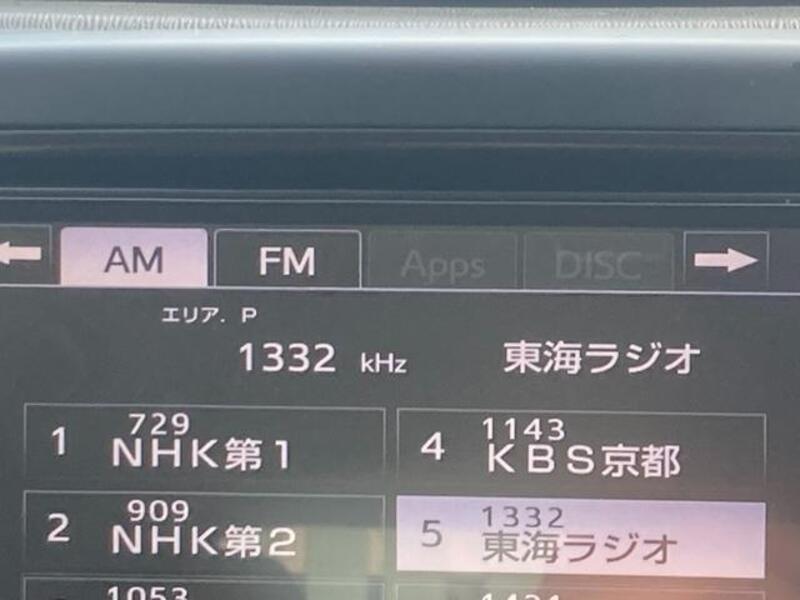 AM FM Apps DISC
エリア. P
1332 kHz 東海ラジオ
1 729 NHK第1
4 1143 KBS京都
2 909 NHK第2
5 1332 東海ラジオ
1053